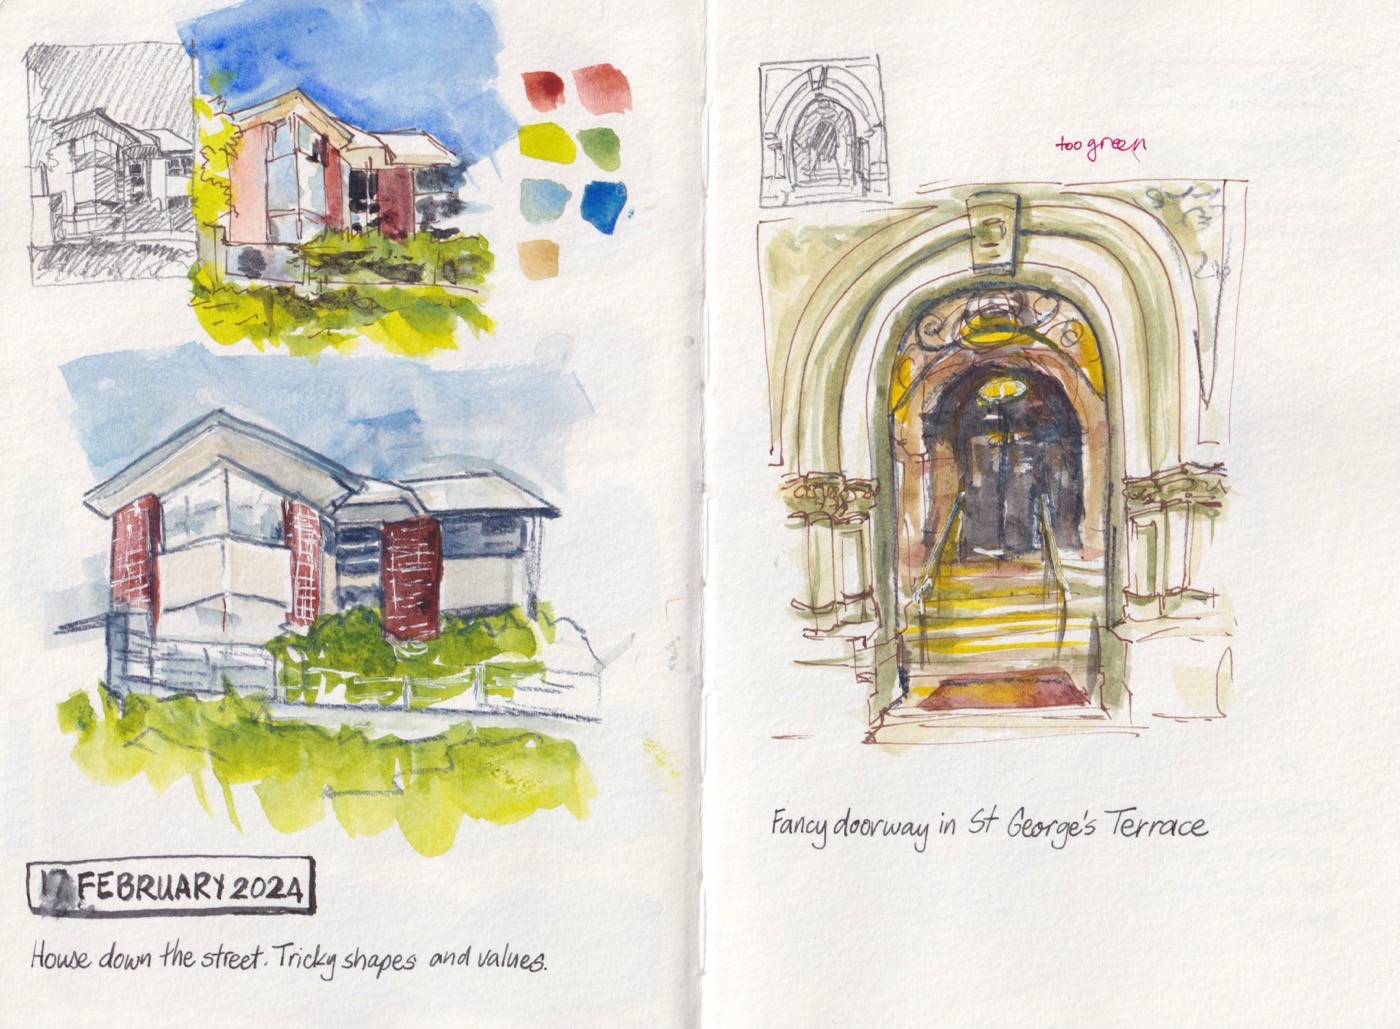 17 FEBRUARY 2024
House down the street. Tricky shapes and values.
too green
Fancy doorway in St George's Terrace